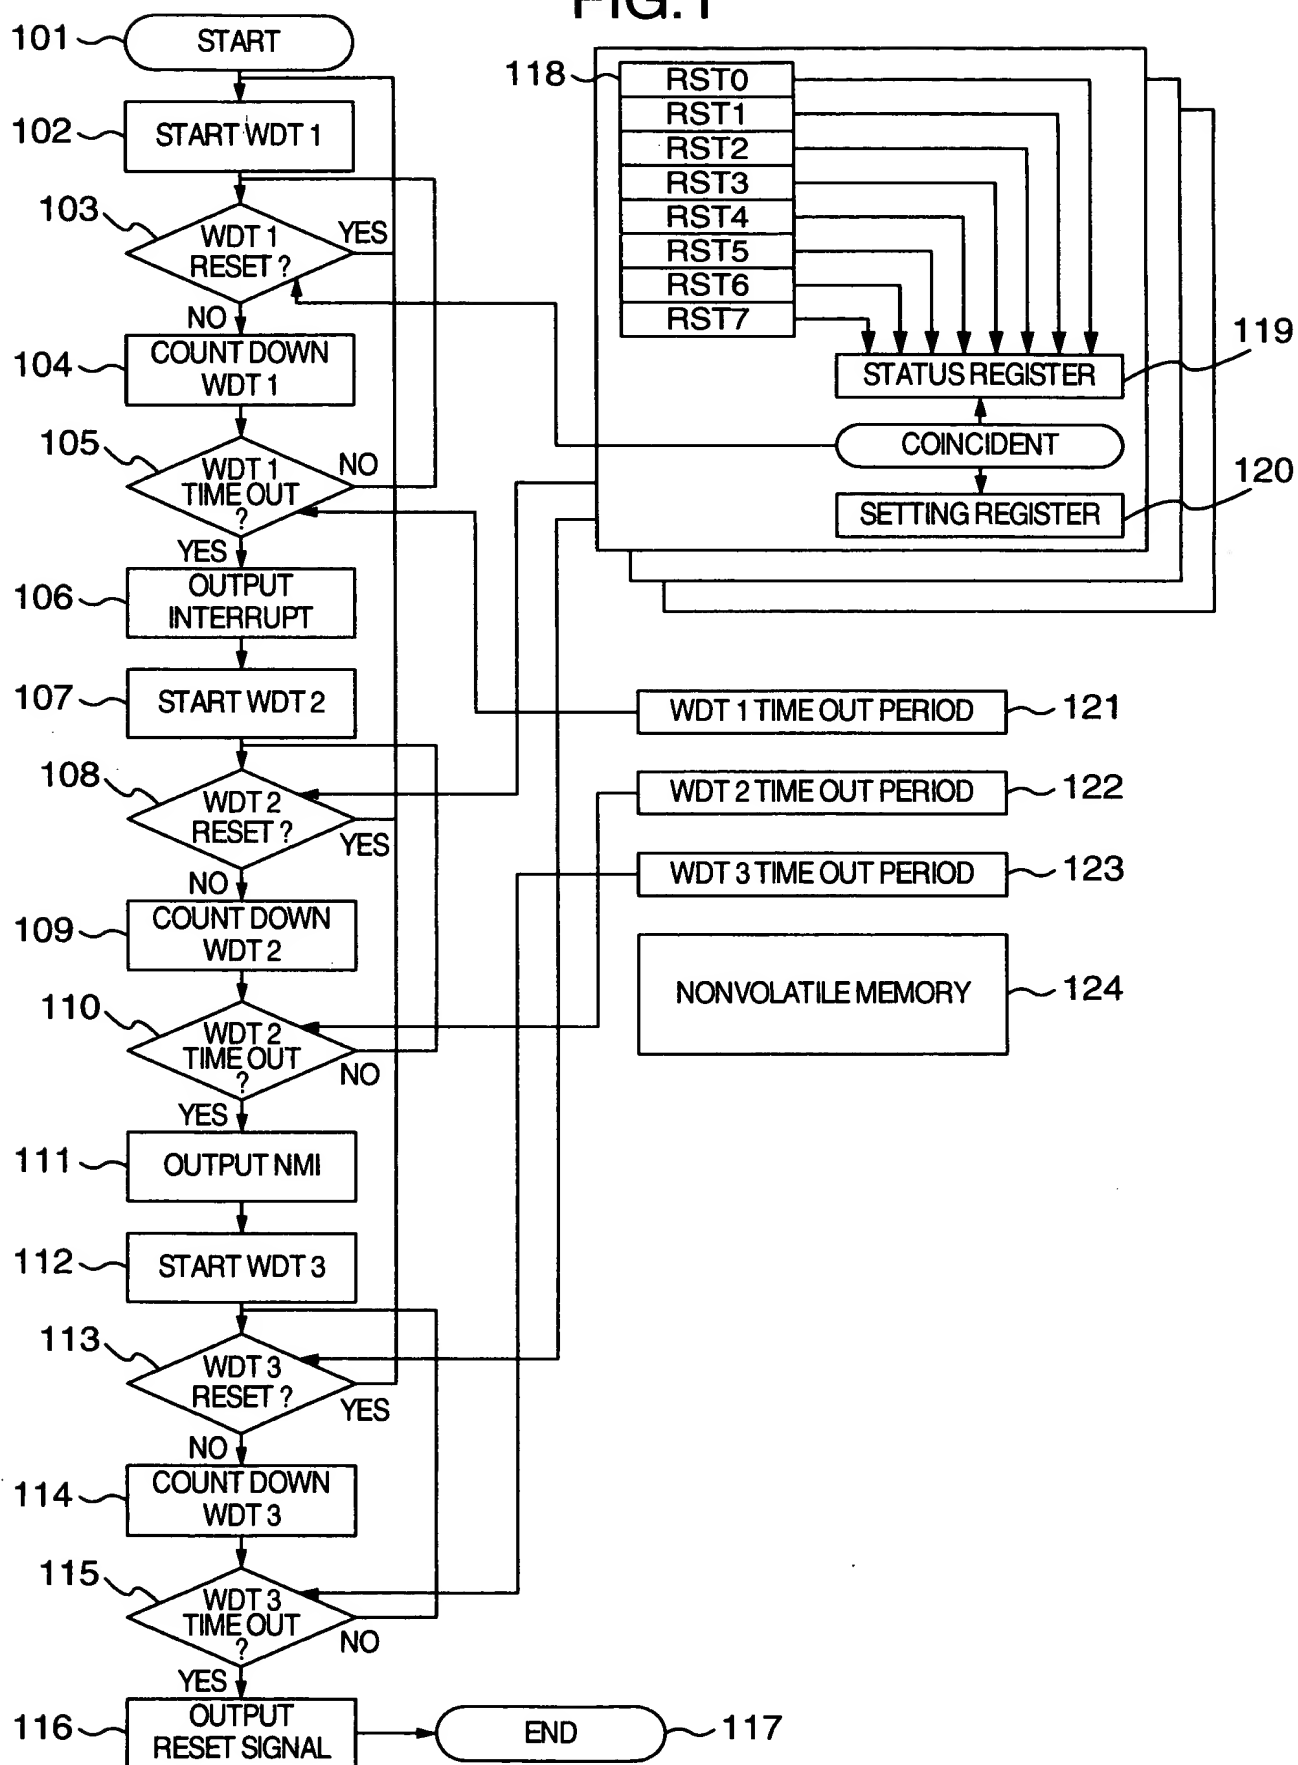 FIG.1
101
START
102
START WDT 1
103
WDT 1
RESET ?
YES
NO
104
COUNT DOWN
WDT 1
105
WDT 1
TIME OUT
?
NO
YES
106
OUTPUT
INTERRUPT
107
START WDT 2
108
WDT 2
RESET ?
YES
NO
109
COUNT DOWN
WDT 2
110
WDT 2
TIME OUT
?
NO
YES
111
OUTPUT NMI
112
START WDT 3
113
WDT 3
RESET ?
YES
NO
114
COUNT DOWN
WDT 3
115
WDT 3
TIME OUT
?
NO
YES
116
OUTPUT
RESET SIGNAL
END
117
118
RST0
RST1
RST2
RST3
RST4
RST5
RST6
RST7
119
STATUS REGISTER
COINCIDENT
120
SETTING REGISTER
WDT 1 TIME OUT PERIOD
121
WDT 2 TIME OUT PERIOD
122
WDT 3 TIME OUT PERIOD
123
NONVOLATILE MEMORY
124